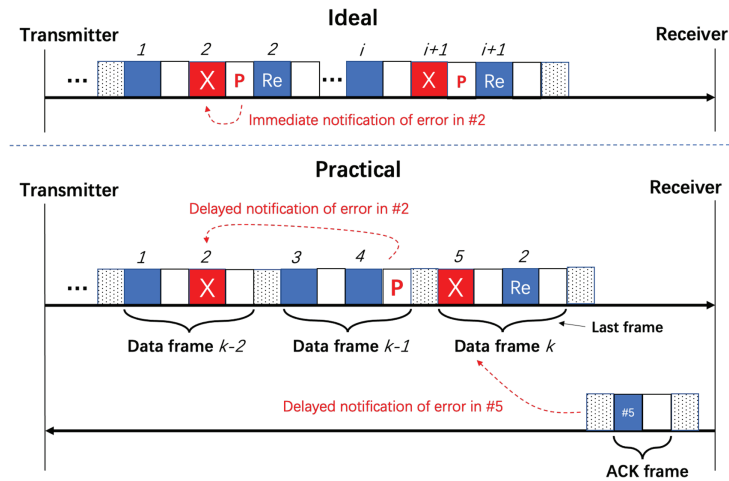 Ideal
Transmitter
Receiver
1 2 2 i i+1 i+1
... X P Re ... X P Re
Immediate notification of error in #2
Practical
Transmitter
Receiver
Delayed notification of error in #2
1 2 3 4 5 2
... X P X Re
Last frame
Data frame k-2 Data frame k-1 Data frame k
Delayed notification of error in #5
#5
ACK frame